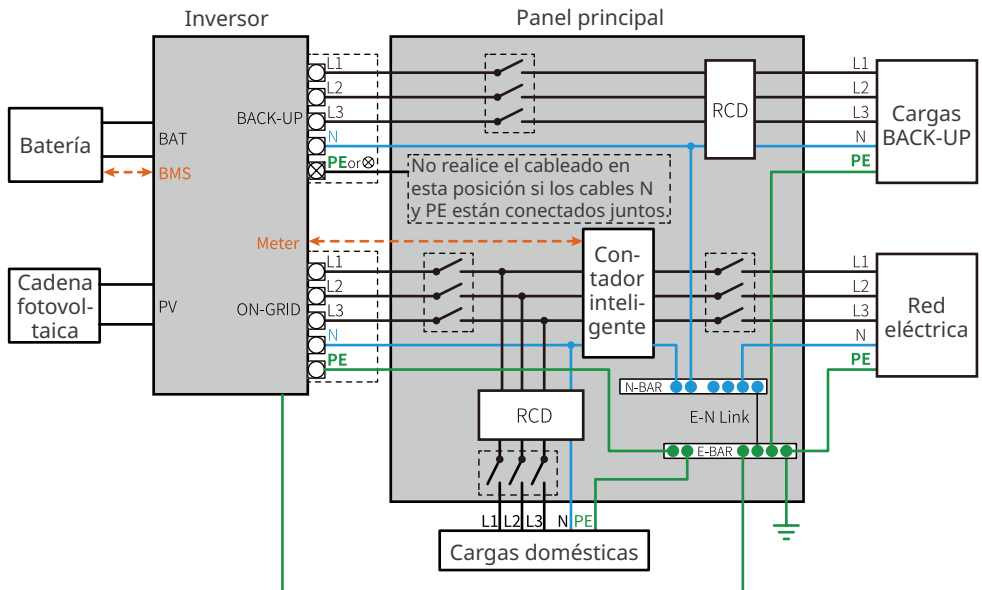 Inversor
Panel principal
L1
L2
L3
N
PEor⊗
BACK-UP
BAT
BMS
Batería
Meter
L1
L2
L3
N
PE
ON-GRID
PV
Cadena
fotovol-
taica
No realice el cableado en
esta posición si los cables N
y PE están conectados juntos.
RCD
L1
L2
L3
N
PE
Cargas
BACK-UP
Con-
tador
inteli-
gente
L1
L2
L3
N
PE
Red
eléctrica
N-BAR
E-N Link
E-BAR
RCD
L1 L2 L3 N PE
Cargas domésticas